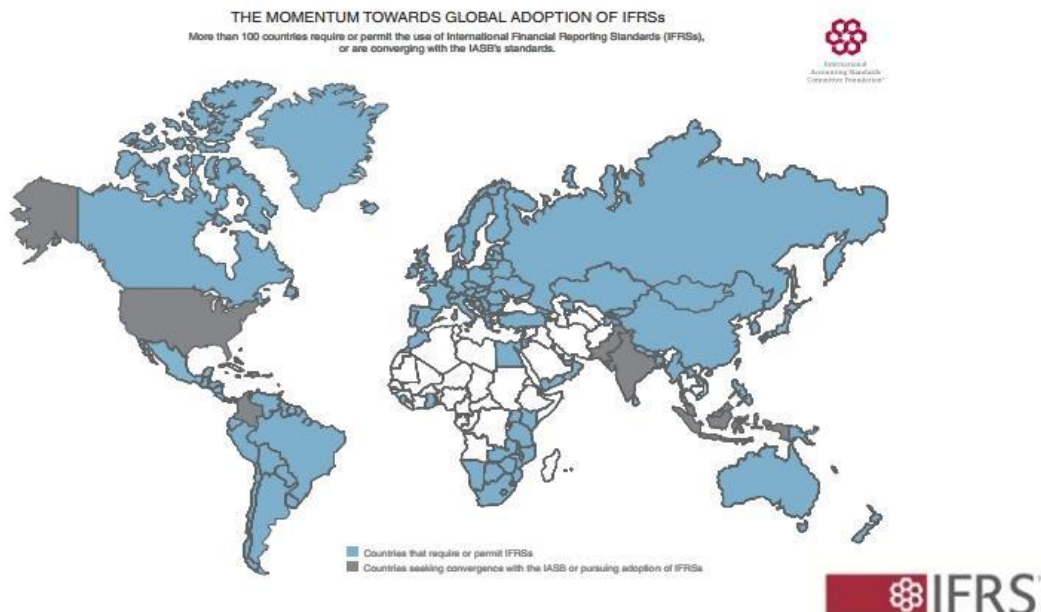 THE MOMENTUM TOWARDS GLOBAL ADOPTION OF IFRSs
More than 100 countries require or permit the use of International Financial Reporting Standards (IFRSs),
or are converging with the IASB's standards.
International
Accounting Standards
Committee Foundation
Countries that require or permit IFRSs
Countries seeking convergence with the IASB or pursuing adoption of IFRSs
IFRS